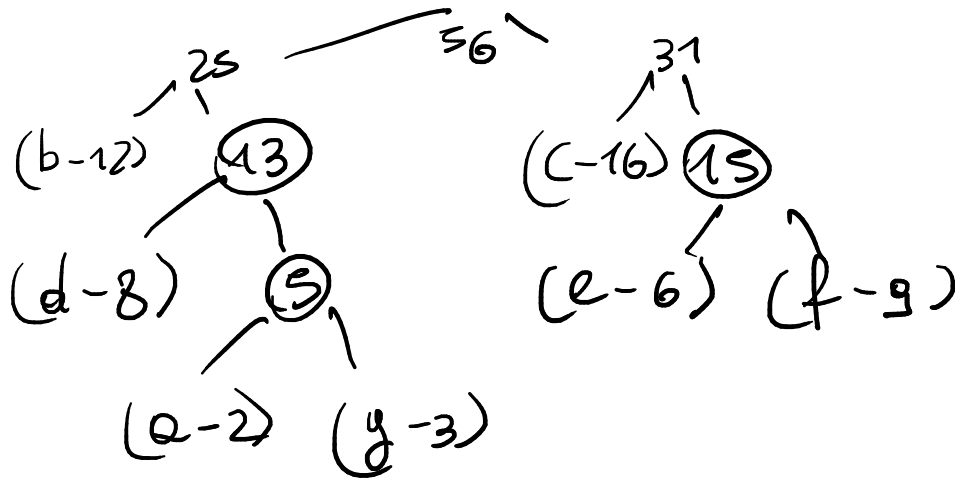 56
25 31
(b-12) 13 (c-16) 15
(d-8) 5 (e-6) (f-9)
(a-2) (y-3)